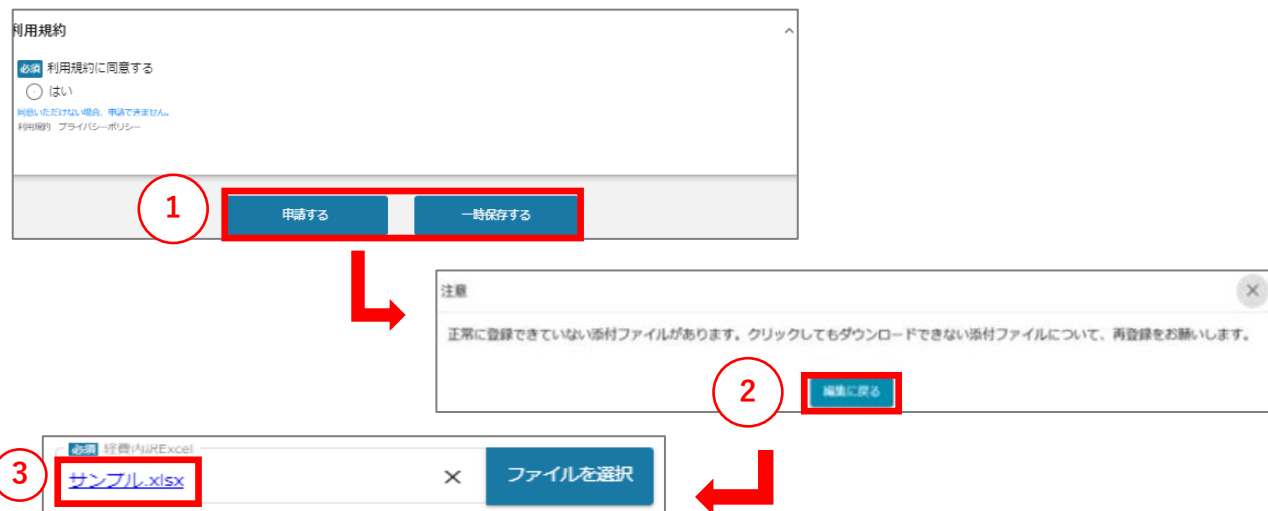 利用規約
必須 利用規約に同意する
はい
同意いただけない場合、申請できません。
利用規約 プライバシーポリシー
1
申請する
一時保存する
注意
正常に登録できていない添付ファイルがあります。クリックしてもダウンロードできない添付ファイルについて、再登録をお願いします。
2
編集に戻る
必須 経費内訳Excel
3
サンプル.xlsx
ファイルを選択